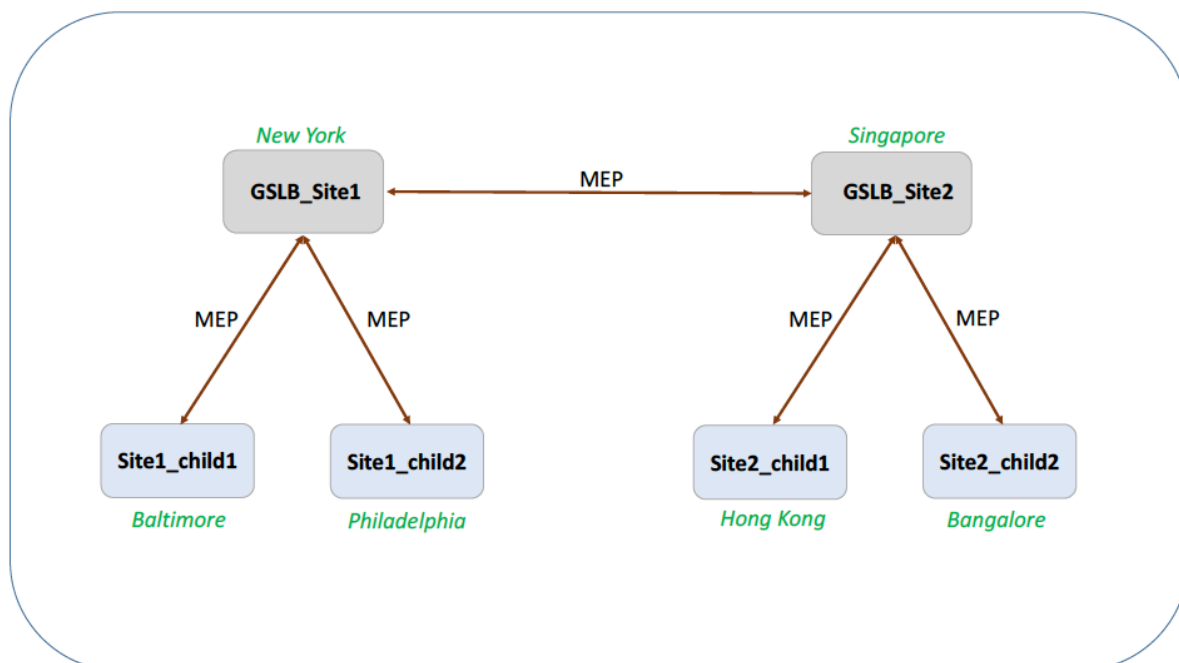 New York
Singapore
GSLB_Site1
MEP
GSLB_Site2
MEP
MEP
MEP
MEP
Site1_child1
Site1_child2
Site2_child1
Site2_child2
Baltimore
Philadelphia
Hong Kong
Bangalore